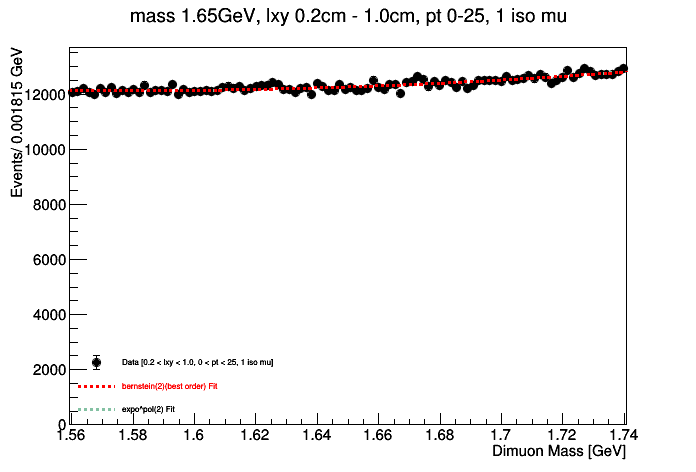 mass 1.65GeV, lxy 0.2cm - 1.0cm, pt 0-25, 1 iso mu
Events/ 0.001815 GeV
12000
10000
8000
6000
4000
2000
0
Data [0.2 < lxy < 1.0, 0 < pt < 25, 1 iso mu]
bernstein(2)(best order) Fit
expo^pol(2) Fit
1.56 1.58 1.6 1.62 1.64 1.66 1.68 1.7 1.72 1.74
Dimuon Mass [GeV]